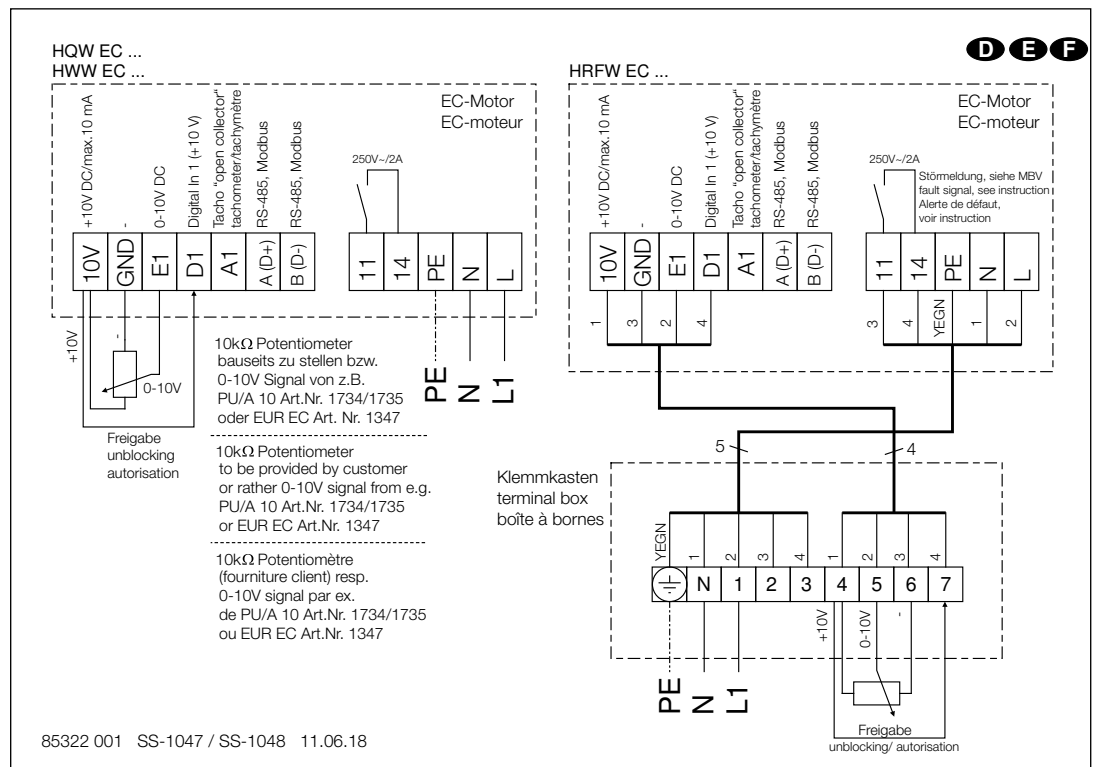 HQW EC ...
HWW EC ...
D E F
HRFW EC ...
EC-Motor
EC-moteur
+10V DC/max.10 mA
-
0-10V DC
Digital In 1 (+10 V)
Tacho "open collector"
tachometer/tachymètre
RS-485, Modbus
RS-485, Modbus
250V~/2A
10V GND E1 D1 A1 A (D+) B (D-)
11 14 PE N L
+10V
-
0-10V
Freigabe
unblocking
autorisation
PE N L1
10kΩ Potentiometer
bauseits zu stellen bzw.
0-10V Signal von z.B.
PU/A 10 Art.Nr. 1734/1735
oder EUR EC Art. Nr. 1347
10kΩ Potentiometer
to be provided by customer
or rather 0-10V signal from e.g.
PU/A 10 Art.Nr. 1734/1735
or EUR EC Art.Nr. 1347
10kΩ Potentiomètre
(fourniture client) resp.
0-10V signal par ex.
de PU/A 10 Art.Nr. 1734/1735
ou EUR EC Art.Nr. 1347
EC-Motor
EC-moteur
+10V DC/max.10 mA
-
0-10V DC
Digital In 1 (+10 V)
Tacho "open collector"
tachometer/tachymètre
RS-485, Modbus
RS-485, Modbus
250V~/2A
Störmeldung, siehe MBV
fault signal, see instruction
Alerte de défaut,
voir instruction
10V GND E1 D1 A1 A (D+) B (D-)
11 14 PE N L
1 3 2 4
3 4 YEGN 1 2
5 4
Klemmkasten
terminal box
boîte à bornes
YEGN 1 2 3 4 1 2 3 4
N 1 2 3 4 5 6 7
+10V 0-10V -
PE N L1
Freigabe
unblocking/ autorisation
85322 001 SS-1047 / SS-1048 11.06.18